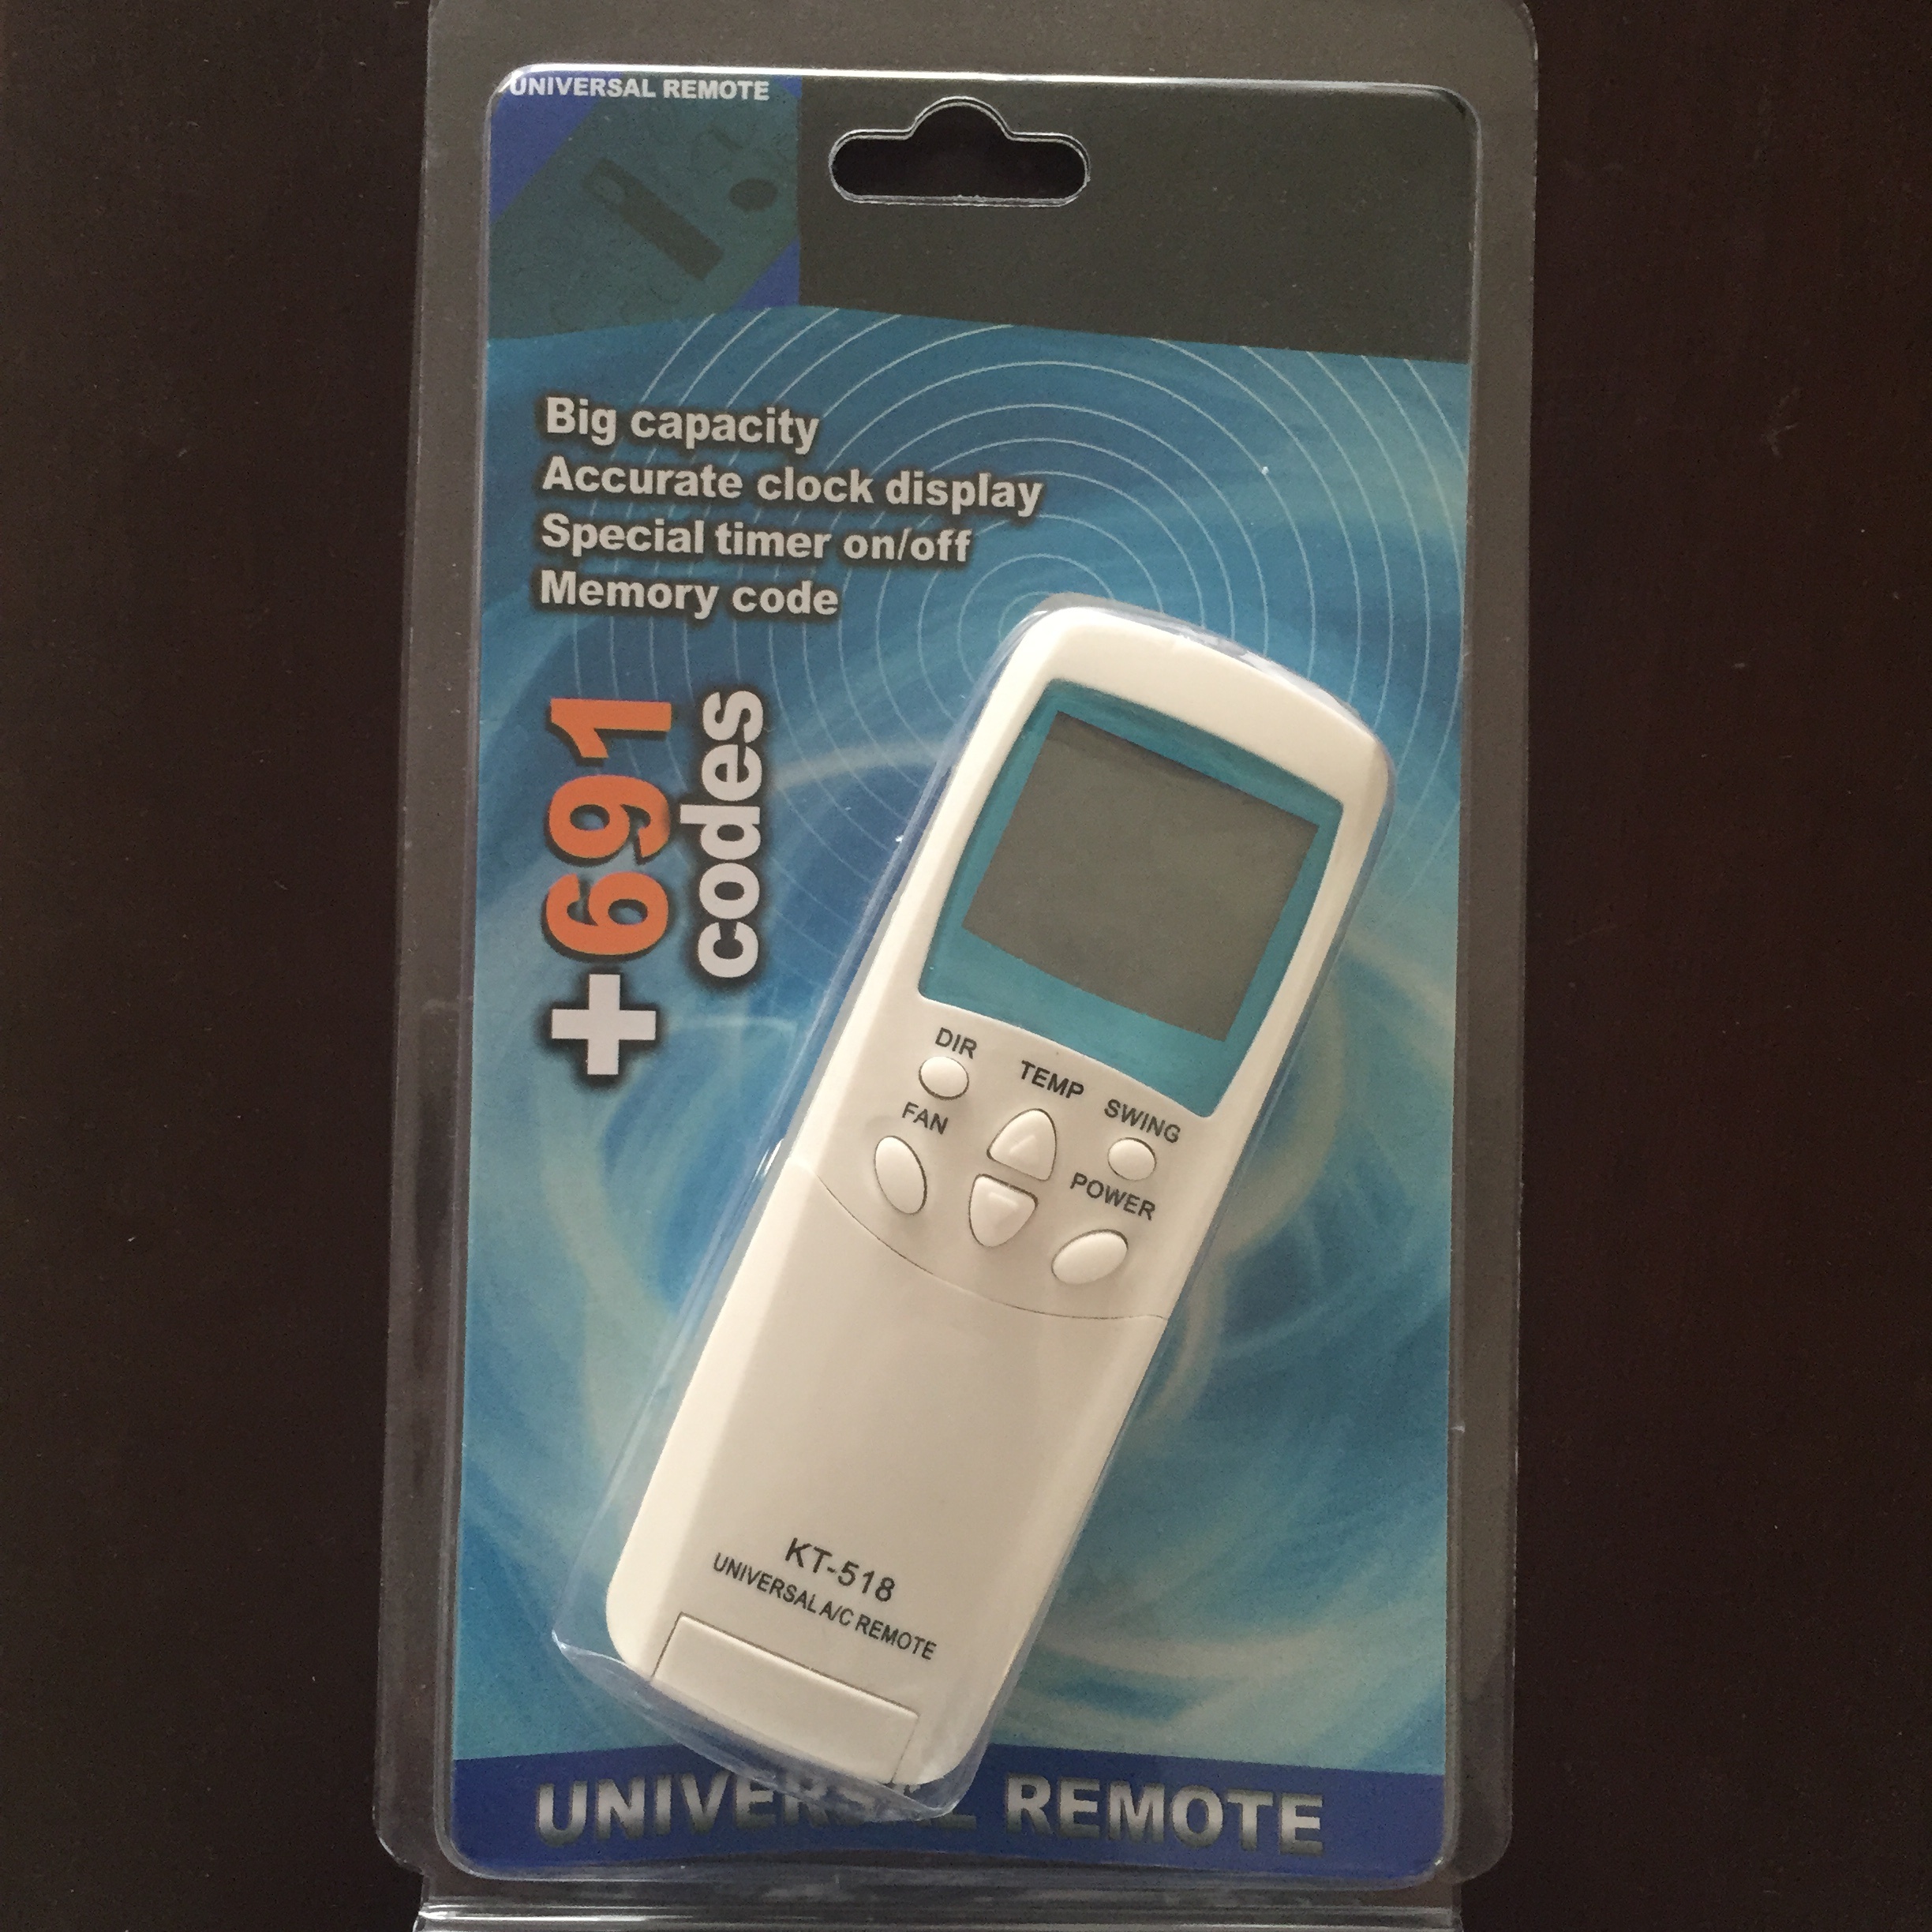 UNIVERSAL REMOTE
Big capacity
Accurate clock display
Special timer on/off
Memory code
+691
codes
DIR
TEMP
SWING
FAN
POWER
KT-518
UNIVERSAL A/C REMOTE
UNIVERSAL REMOTE